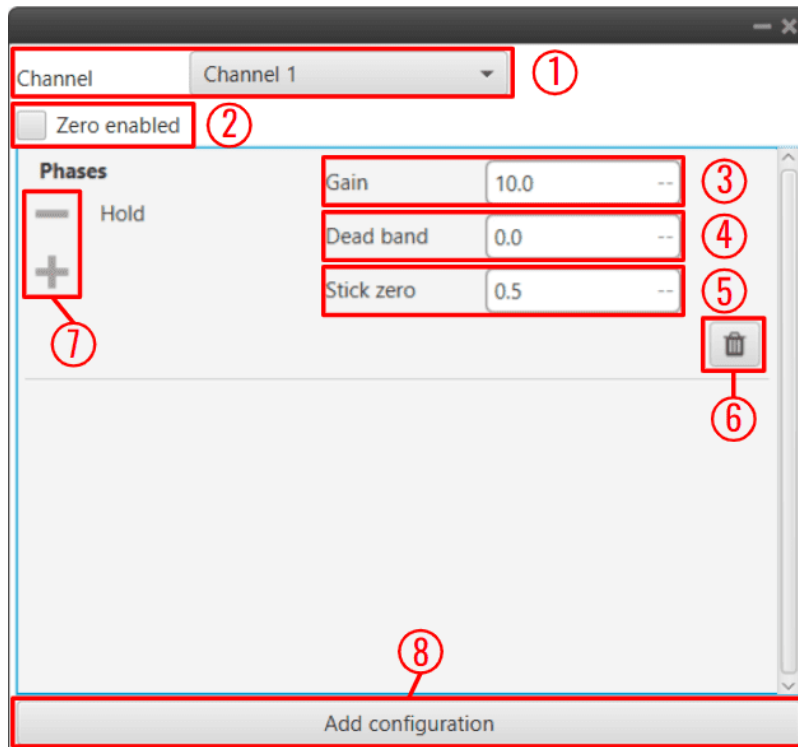 Channel Channel 1 ①
Zero enabled ②
Phases
Gain 10.0 -- ③
Hold
Dead band 0.0 -- ④
Stick zero 0.5 -- ⑤
⑦
⑥
⑧
Add configuration